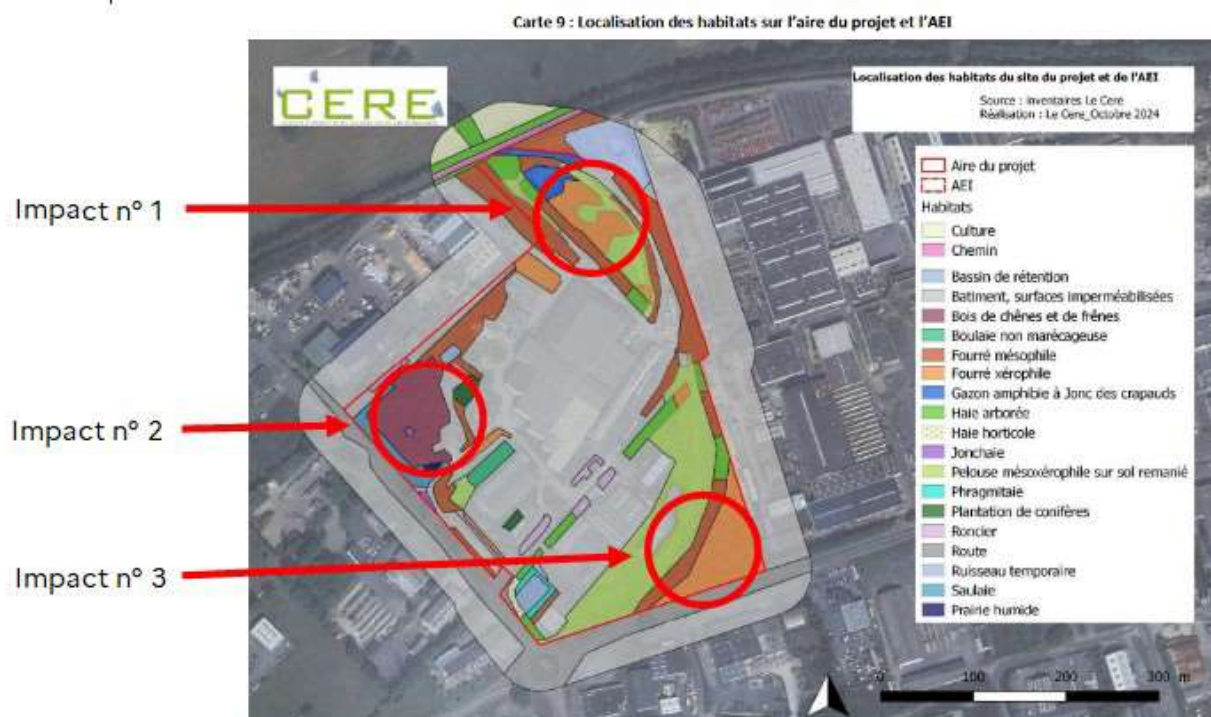 Carte 9 : Localisation des habitats sur l'aire du projet et l'AEI
CERE
Localisation des habitats du site du projet et de l'AEI
Source : inventaires Le Cere
Réalisation : Le Cere_Octobre 2024
Impact n° 1
Impact n° 2
Impact n° 3
Aire du projet
AEI
Habitats
Culture
Chemin
Bassin de rétention
Batiment, surfaces imperméabilisées
Bois de chênes et de frênes
Boulaie non marécageuse
Fourré mésophile
Fourré xérophile
Gazon amphibie à Jonc des crapauds
Haie arborée
Haie horticole
Jonchaie
Pelouse mésoxérophile sur sol remanié
Phragmitaie
Plantation de conifères
Roncier
Route
Ruisseau temporaire
Saulaie
Prairie humide
0 100 200 300 m